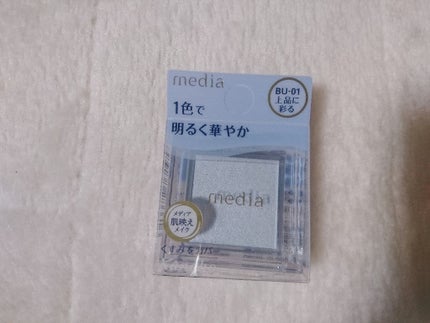 media
BU-01
上品に
彩る
1色で
明るく華やか
media
media
メディア
肌映え
メイク
くすみをカバー